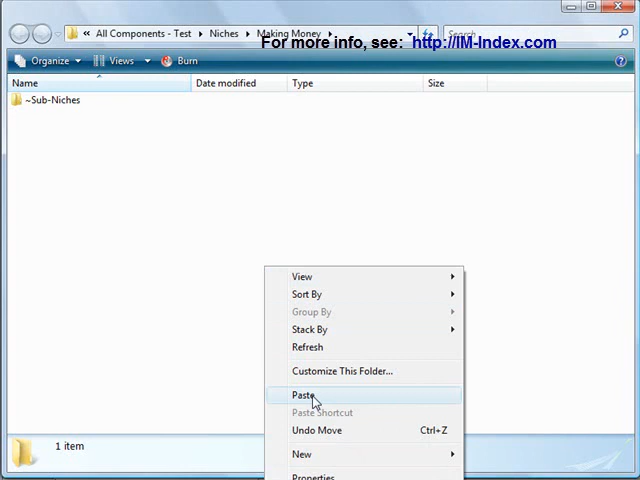 « All Components - Test Niches Making Money
Search
For more info, see: http://IM-Index.com
Organize Views Burn
Name Date modified Type Size
~Sub-Niches
View
Sort By
Group By
Stack By
Refresh
Customize This Folder...
Paste
Paste Shortcut
Undo Move Ctrl+Z
New
Properties
1 item